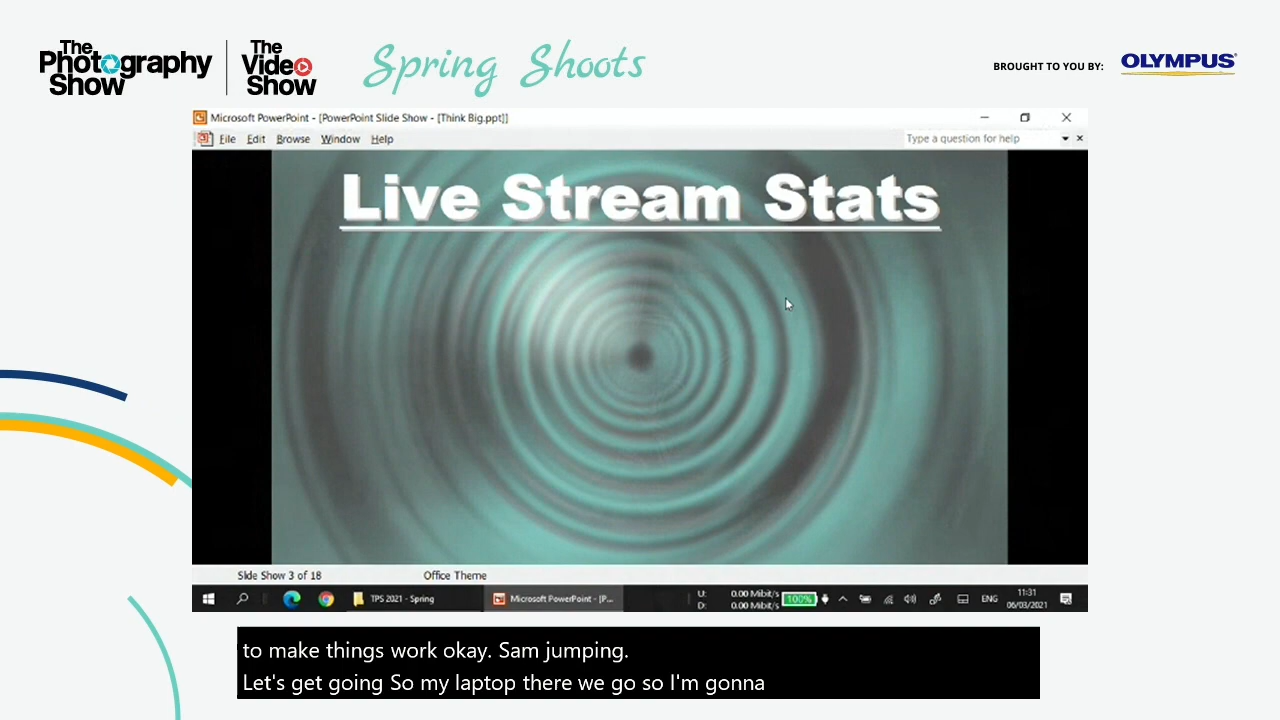 The
Photography
Show
The
Video
Show
Spring Shoots
BROUGHT TO YOU BY:
OLYMPUS
Microsoft PowerPoint - [PowerPoint Slide Show - [Think Big.ppt]]
File Edit Browse Window Help
Type a question for help
Live Stream Stats
Slide Show 3 of 18
Office Theme
TPS 2021 - Spring
Microsoft PowerPoint - [P...
U: 0.00 Mibit/s
D: 0.00 Mibit/s
100%
ENG
11:31
06/03/2021
to make things work okay. Sam jumping.
Let's get going So my laptop there we go so I'm gonna